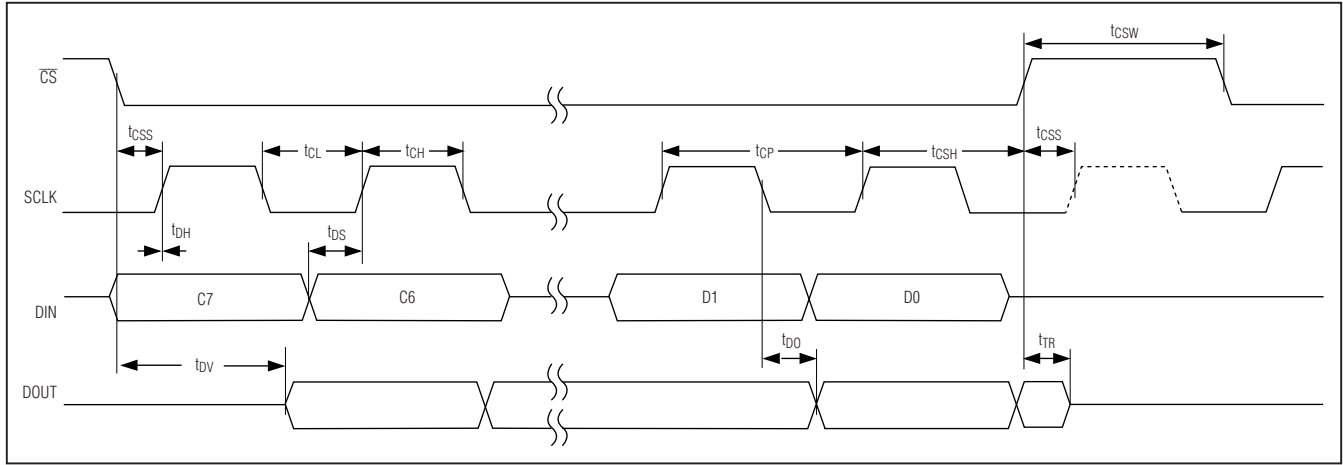 tCSW
CS
tCSS
tCL
tCH
tCP
tCSH
tCSS
SCLK
tDH
tDS
C7
C6
D1
D0
DIN
tDV
tDO
tTR
DOUT